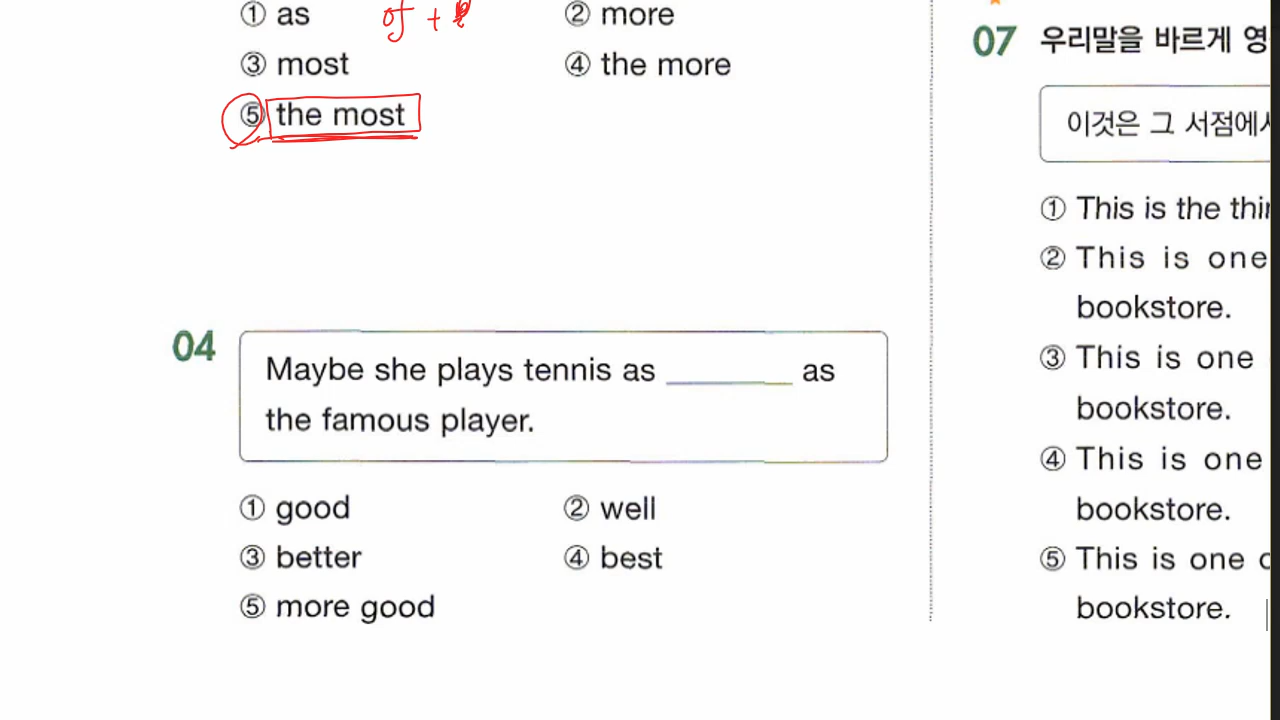 ① as
of +
② more
③ most
④ the more
⑤ the most
04
Maybe she plays tennis as ________ as
the famous player.
① good
② well
③ better
④ best
⑤ more good
07 우리말을 바르게 영
이것은 그 서점에서
① This is the thi
② This is one
bookstore.
③ This is one
bookstore.
④ This is one
bookstore.
⑤ This is one
bookstore.